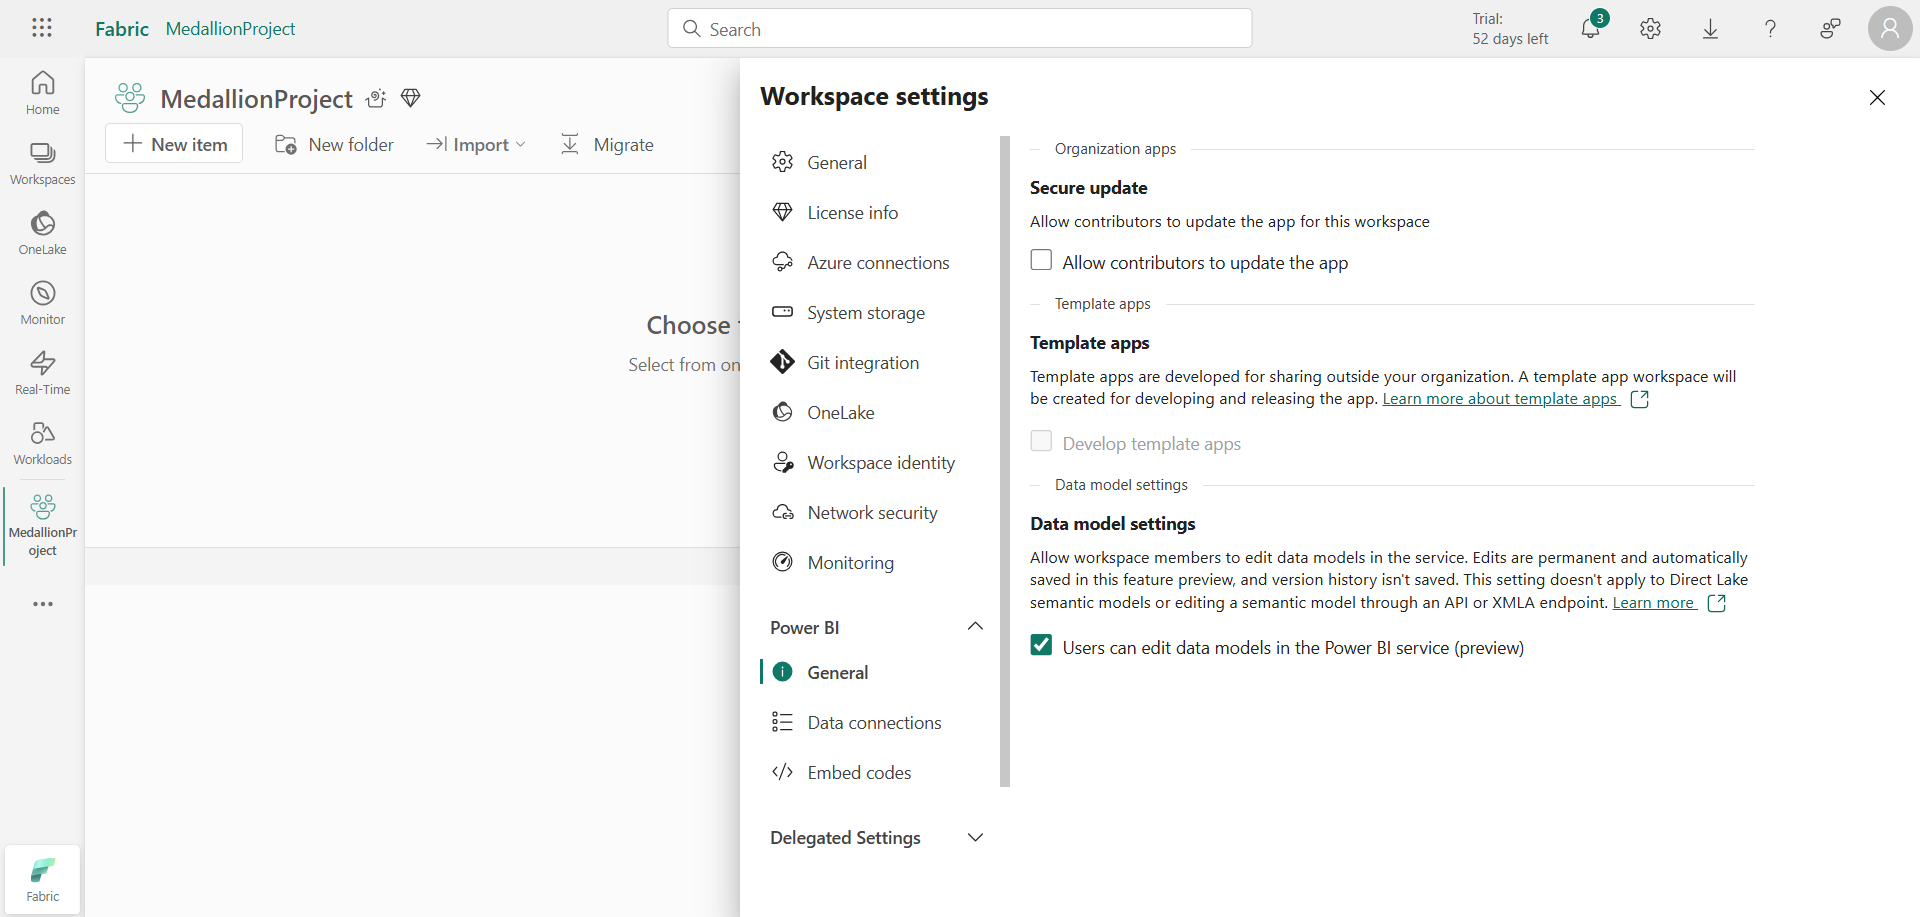 Fabric MedallionProject
Search
Trial:
52 days left
3
Home
Workspaces
OneLake
Monitor
Real-Time
Workloads
MedallionPr
oject
Fabric
MedallionProject
New item
New folder
Import
Migrate
Choose
Select from on
Workspace settings
General
License info
Azure connections
System storage
Git integration
OneLake
Workspace identity
Network security
Monitoring
Power BI
General
Data connections
Embed codes
Delegated Settings
Organization apps
Secure update
Allow contributors to update the app for this workspace
Allow contributors to update the app
Template apps
Template apps
Template apps are developed for sharing outside your organization. A template app workspace will
be created for developing and releasing the app. Learn more about template apps
Develop template apps
Data model settings
Data model settings
Allow workspace members to edit data models in the service. Edits are permanent and automatically
saved in this feature preview, and version history isn't saved. This setting doesn't apply to Direct Lake
semantic models or editing a semantic model through an API or XMLA endpoint. Learn more
Users can edit data models in the Power BI service (preview)